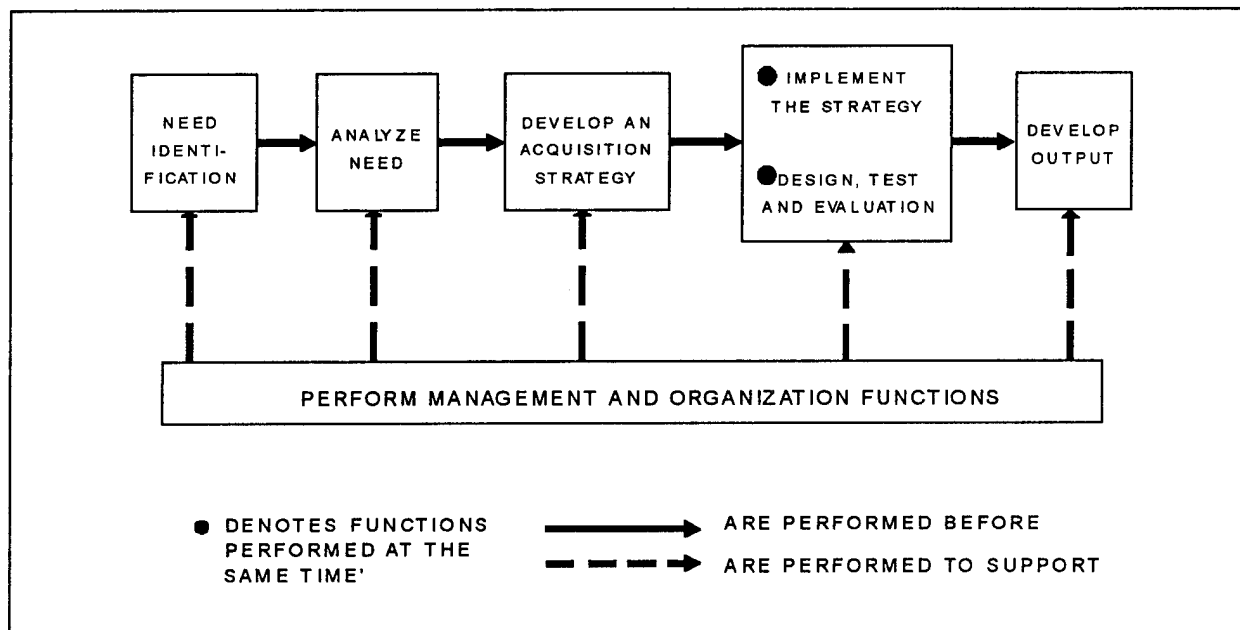 NEED
IDENTI-
FICATION
ANALYZE
NEED
DEVELOP AN
ACQUISITION
STRATEGY
IMPLEMENT
THE STRATEGY
DESIGN, TEST
AND EVALUATION
DEVELOP
OUTPUT
PERFORM MANAGEMENT AND ORGANIZATION FUNCTIONS
DENOTES FUNCTIONS
PERFORMED AT THE
SAME TIME'
ARE PERFORMED BEFORE
ARE PERFORMED TO SUPPORT